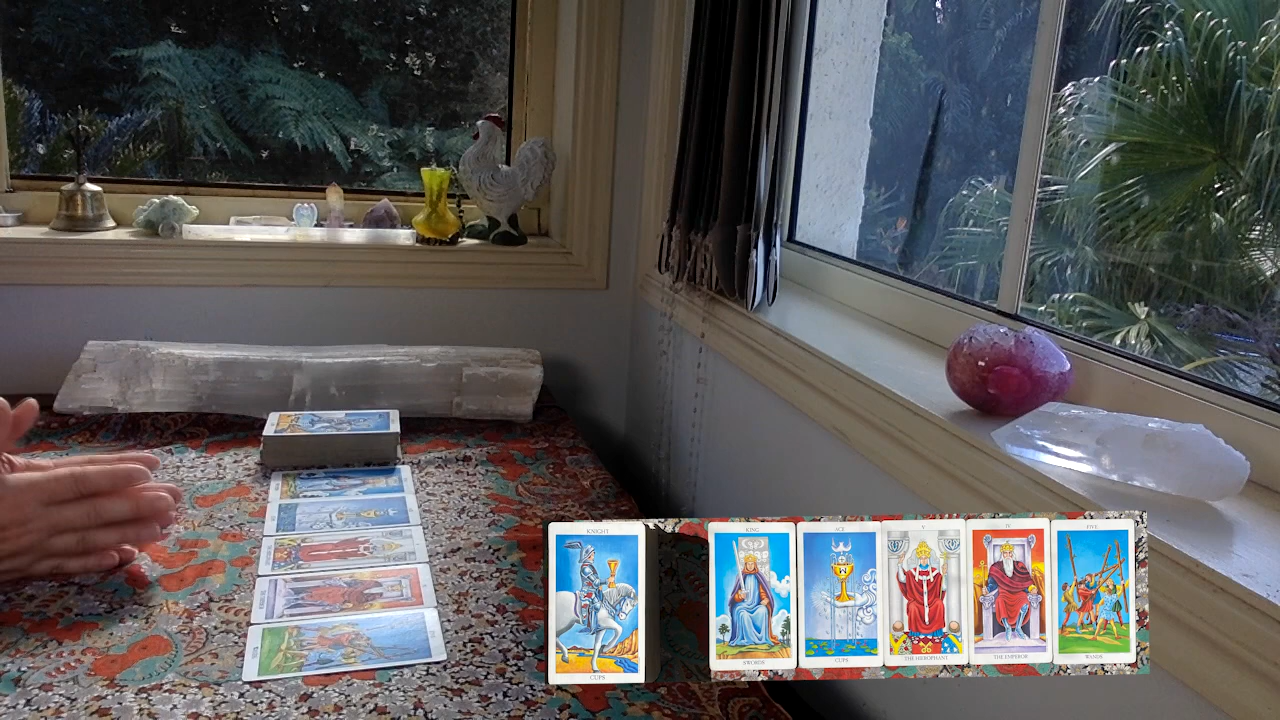 KNIGHT
CUPS
KING
SWORDS
ACE
CUPS
V
THE HIEROPHANT
IV
THE EMPEROR
FIVE
WANDS